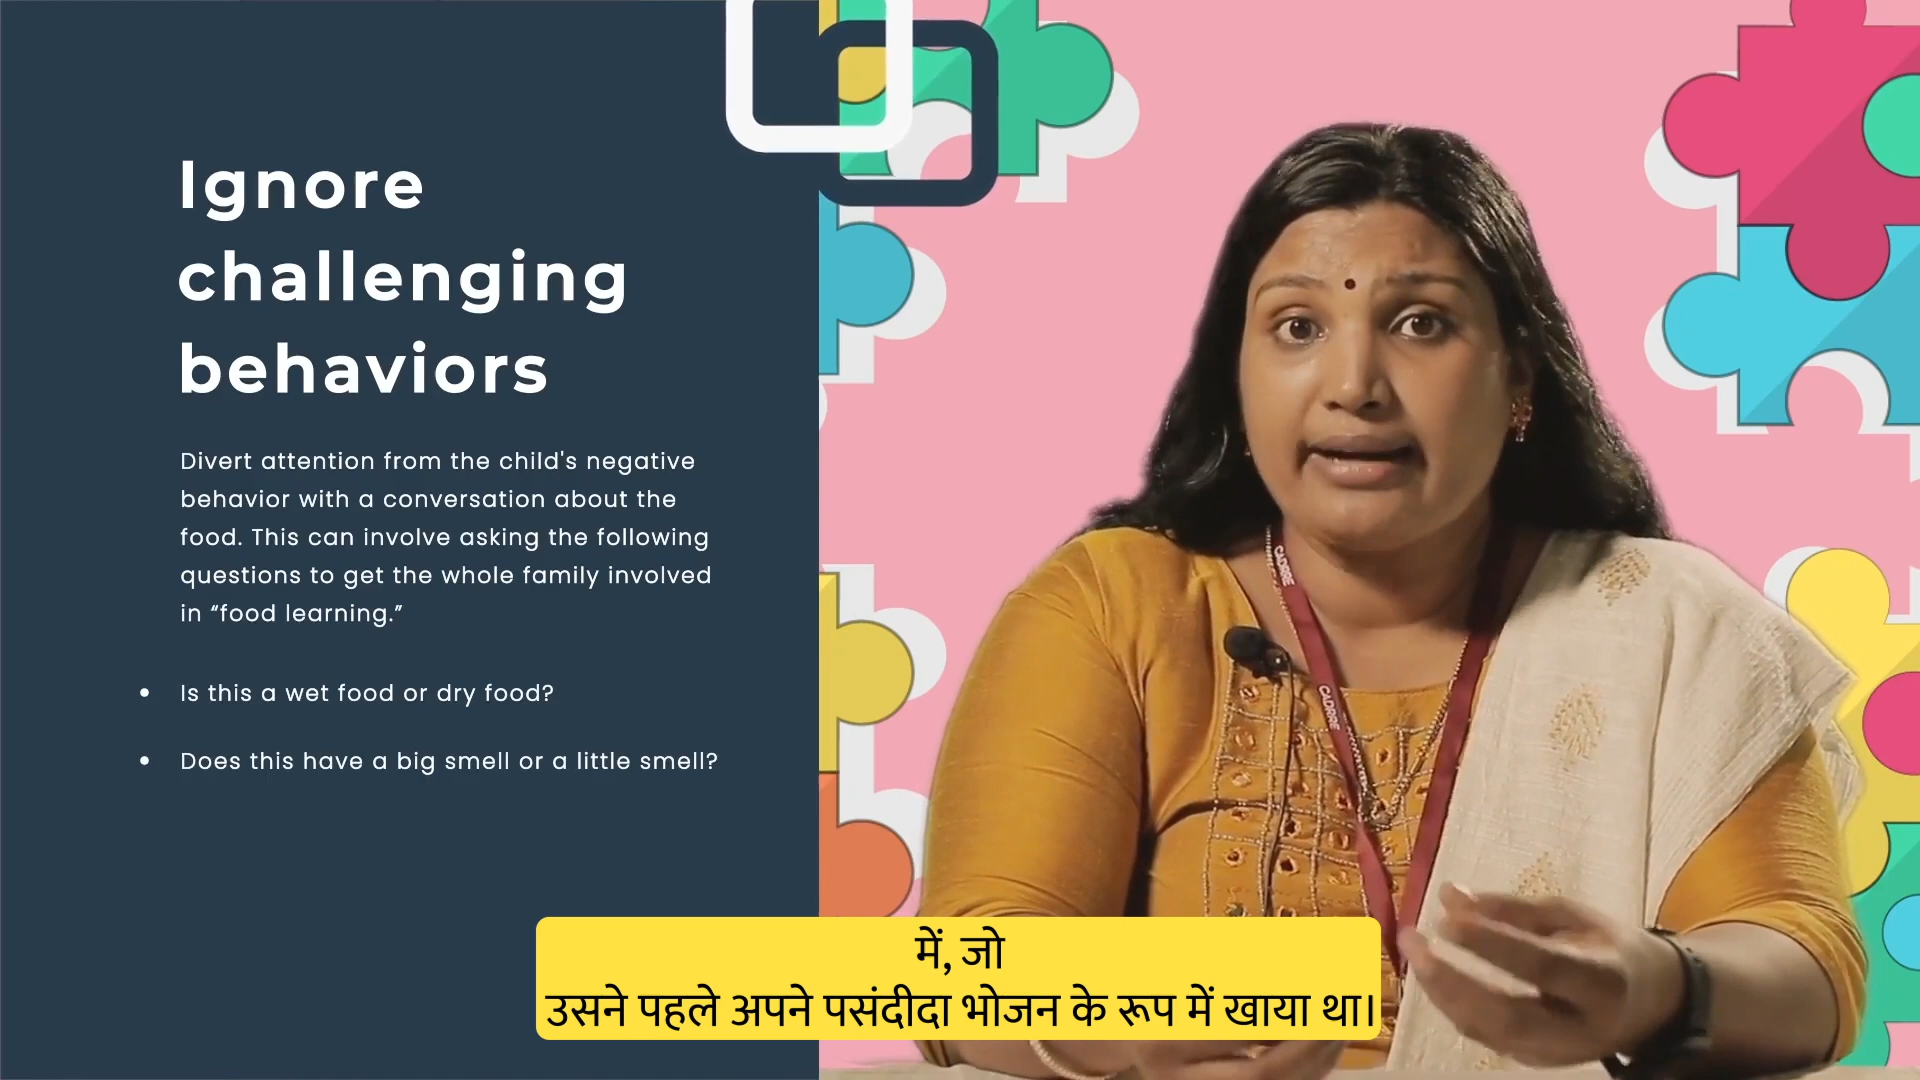 Ignore
challenging
behaviors
Divert attention from the child's negative
behavior with a conversation about the
food. This can involve asking the following
questions to get the whole family involved
in “food learning.”
• Is this a wet food or dry food?
• Does this have a big smell or a little smell?
CADRRE
CADRRE
में, जो
उसने पहले अपने पसंदीदा भोजन के रूप में खाया था।